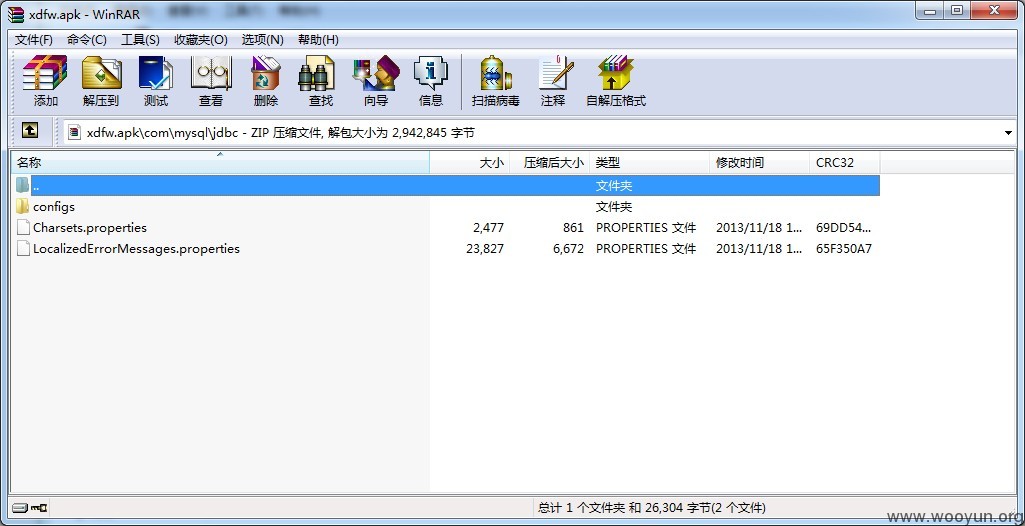 xdfw.apk - WinRAR
文件(F) 命令(C) 工具(S) 收藏夹(O) 选项(N) 帮助(H)
添加 解压到 测试 查看 删除 查找 向导 信息 扫描病毒 注释 自解压格式
xdfw.apk\com\mysql\jdbc - ZIP 压缩文件, 解包大小为 2,942,845 字节
名称 大小 压缩后大小 类型 修改时间 CRC32
.. 文件夹
configs 文件夹
Charsets.properties 2,477 861 PROPERTIES 文件 2013/11/18 1... 69DD54...
LocalizedErrorMessages.properties 23,827 6,672 PROPERTIES 文件 2013/11/18 1... 65F350A7
总计 1 个文件夹 和 26,304 字节(2 个文件)
www.wooyun.org